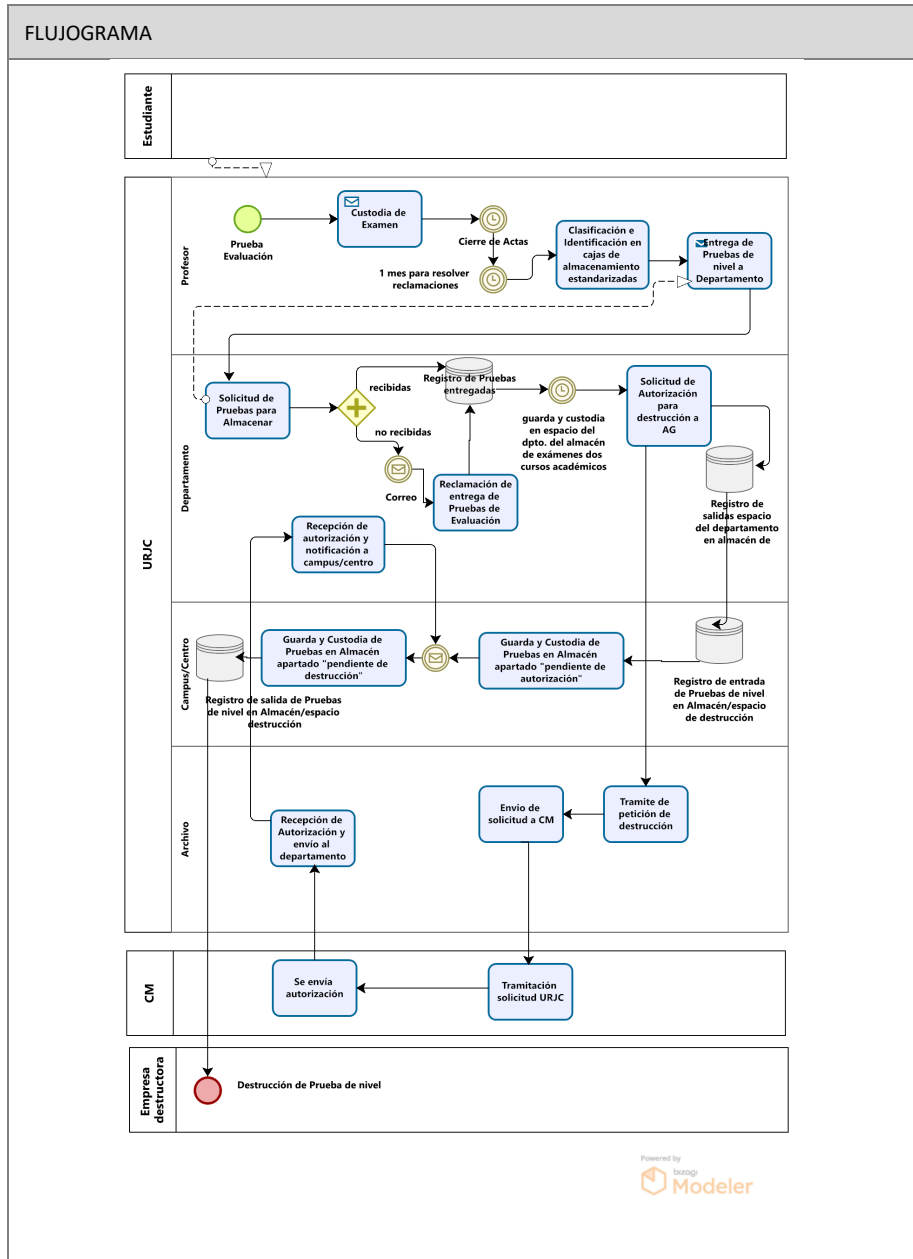 FLUJOGRAMA
Estudiante
URJC
Profesor
Prueba
Evaluación
Custodia de
Examen
Cierre de Actas
1 mes para resolver
reclamaciones
Clasificación e
Identificación en
cajas de
almacenamiento
estandarizadas
Entrega de
Pruebas de
nivel a
Departamento
Departamento
Solicitud de
Pruebas para
Almacenar
recibidas
no recibidas
Correo
Registro de Pruebas
entregadas
Reclamación de
entrega de
Pruebas de
Evaluación
guarda y custodia
en espacio del
dpto. del almacén
de exámenes dos
cursos académicos
Solicitud de
Autorización
para
destrucción a
AG
Registro de
salidas espacio
del departamento
en almacén de
Recepción de
autorización y
notificación a
campus/centro
Campus/Centro
Registro de salida de Pruebas
de nivel en Almacén/espacio
destrucción
Guarda y Custodia de
Pruebas en Almacén
apartado "pendiente de
destrucción"
Guarda y Custodia de
Pruebas en Almacén
apartado "pendiente de
autorización"
Registro de entrada
de Pruebas de nivel
en Almacén/espacio
de destrucción
Archivo
Recepción de
Autorización y
envío al
departamento
Envio de
solicitud a CM
Tramite de
petición de
destrucción
CM
Se envía
autorización
Tramitación
solicitud URJC
Empresa
destructora
Destrucción de Prueba de nivel
Powered by
bizagi
Modeler